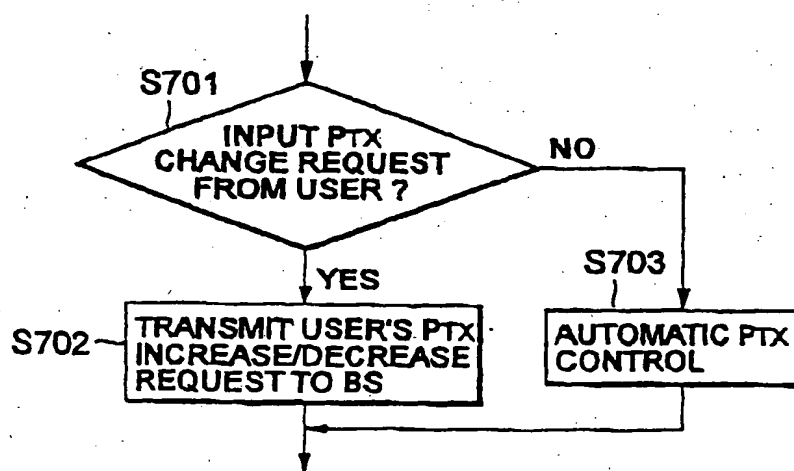 S701
INPUT PTX
CHANGE REQUEST
FROM USER ?
NO
YES
S702
TRANSMIT USER'S PTX
INCREASE/DECREASE
REQUEST TO BS
S703
AUTOMATIC PTX
CONTROL